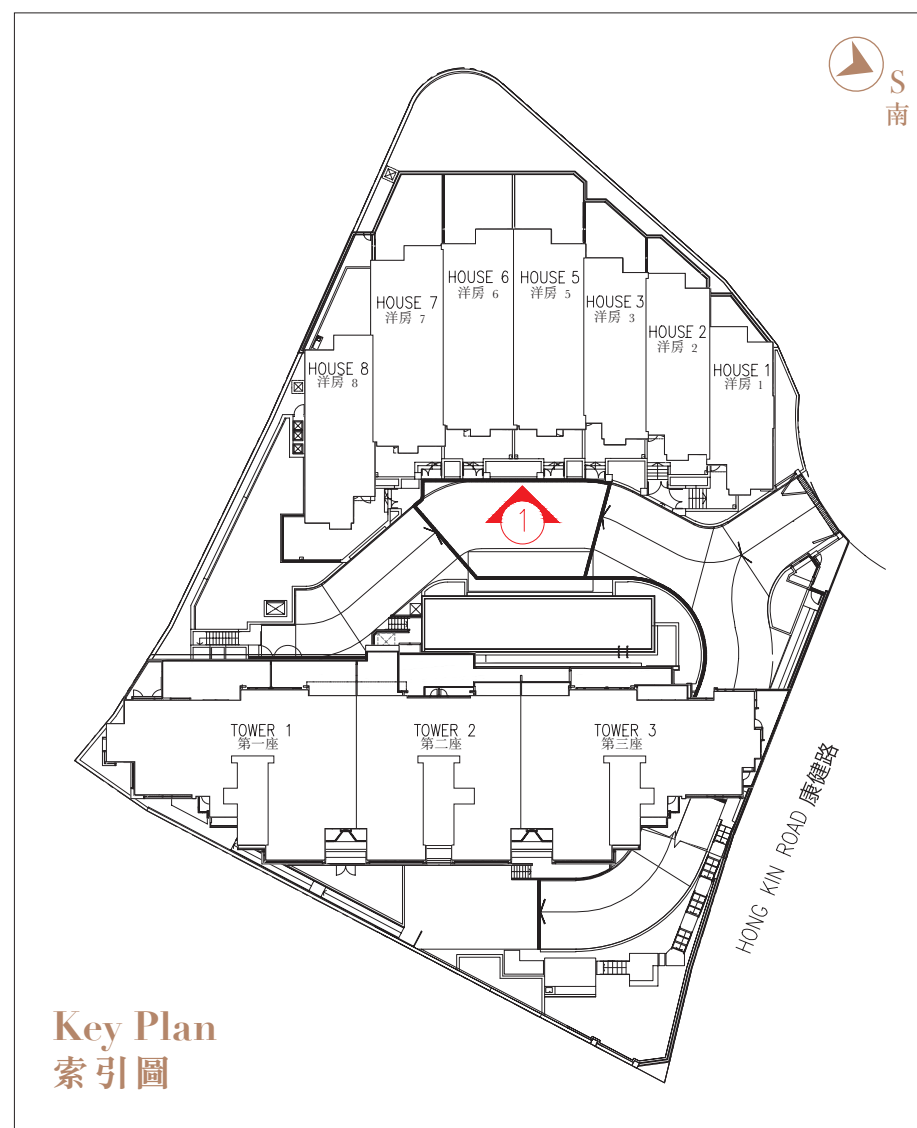 S
南
HOUSE 6
洋房 6
HOUSE 5
洋房 5
HOUSE 7
洋房 7
HOUSE 3
洋房 3
HOUSE 2
洋房 2
HOUSE 8
洋房 8
HOUSE 1
洋房 1
1
TOWER 1
第一座
TOWER 2
第二座
TOWER 3
第三座
HONG KIN ROAD 康健路
Key Plan
索引圖